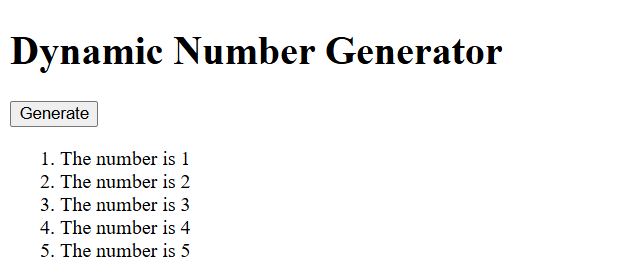 Dynamic Number Generator
Generate
1. The number is 1
2. The number is 2
3. The number is 3
4. The number is 4
5. The number is 5